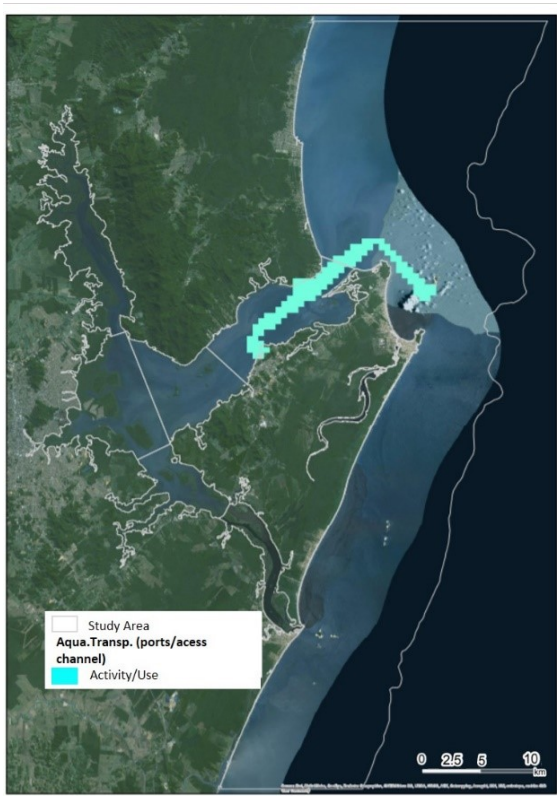 Study Area
Aqua.Transp. (ports/acess
channel)
Activity/Use
0 2.5 5 10
km